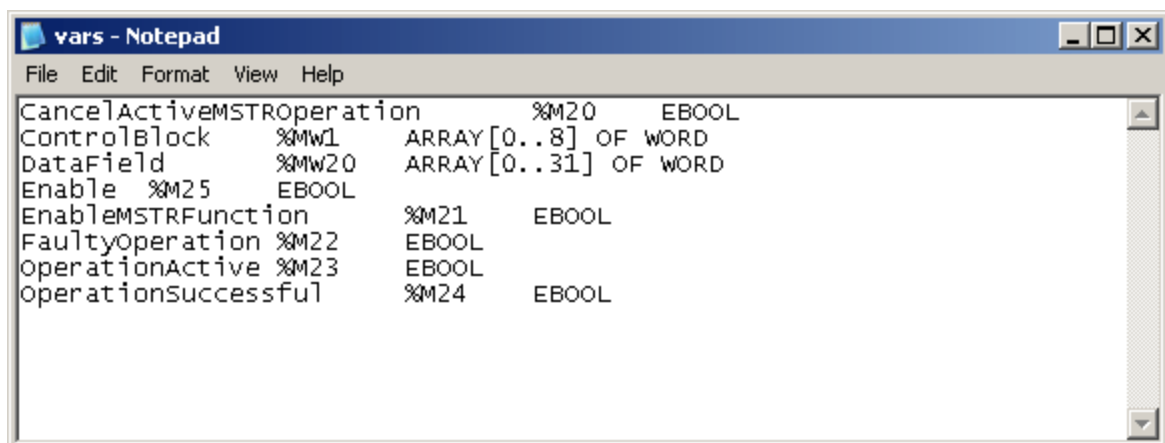 vars - Notepad
File Edit Format View Help
CancelActiveMSTROperation %M20 EBOOL
ControlBlock %MW1 ARRAY[0..8] OF WORD
DataField %MW20 ARRAY[0..31] OF WORD
Enable %M25 EBOOL
EnableMSTRFunction %M21 EBOOL
FaultyOperation %M22 EBOOL
OperationActive %M23 EBOOL
OperationSuccessful %M24 EBOOL